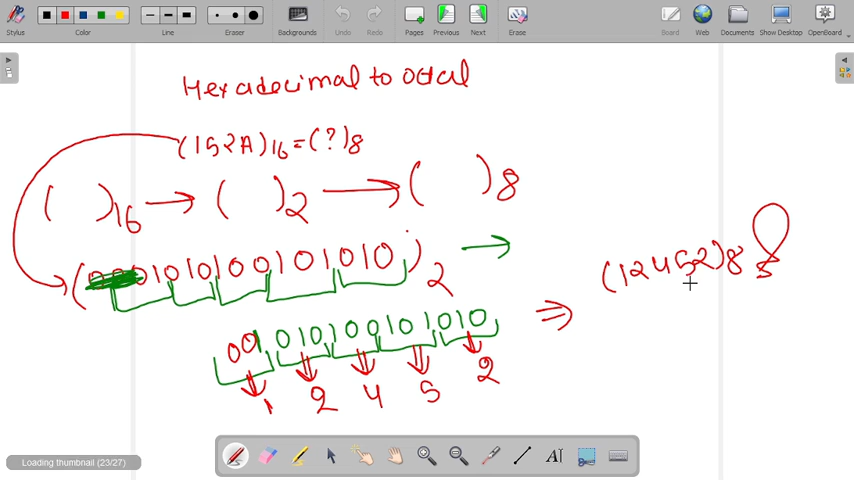 Stylus
Color
Line
Eraser
Backgrounds
Undo
Redo
Pages
Previous
Next
Erase
Board
Web
Documents
Show Desktop
OpenBoard
Hexadecimal to Octal
(152A)16=(?)8
( )16 → ( )2 → ( )8
1010100101010)2 →
(12452)8
8
001 010 100 101 010 ⇒
1 2 4 5 2
Loading thumbnail (23/27)